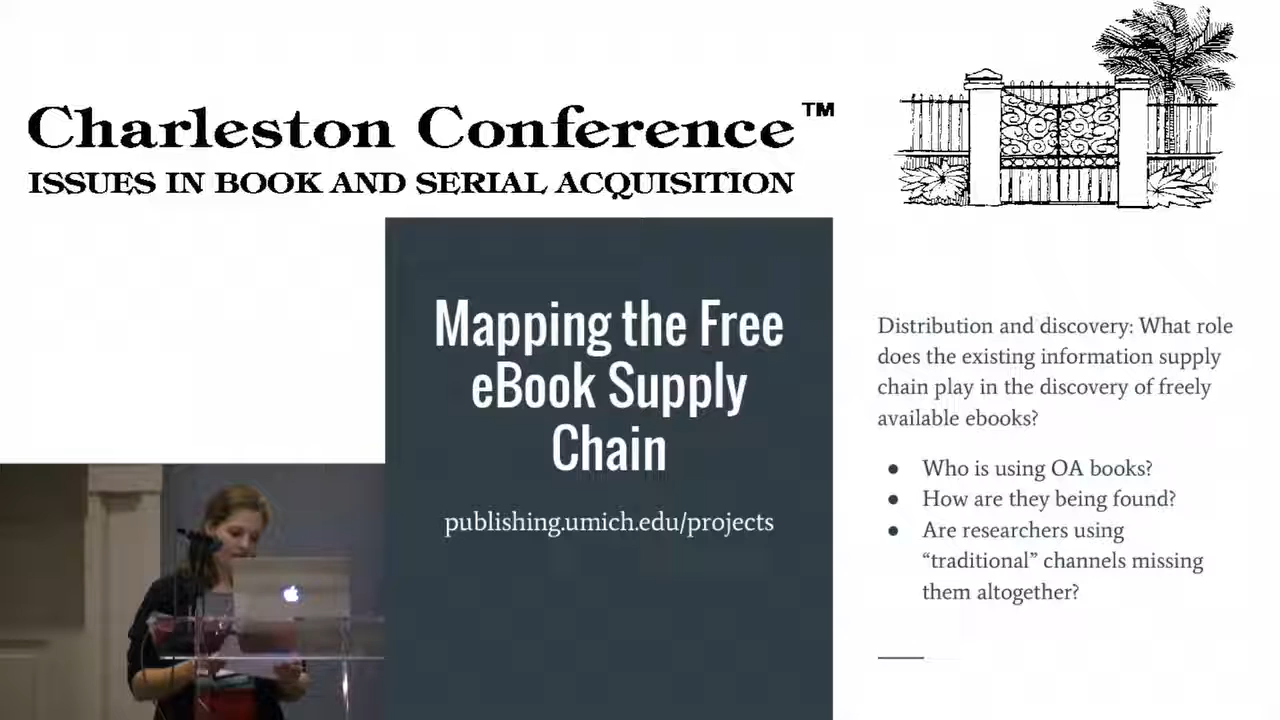 Charleston Conference™
ISSUES IN BOOK AND SERIAL ACQUISITION
Mapping the Free
eBook Supply
Chain
publishing.umich.edu/projects
Distribution and discovery: What role
does the existing information supply
chain play in the discovery of freely
available ebooks?
● Who is using OA books?
● How are they being found?
● Are researchers using
“traditional” channels missing
them altogether?